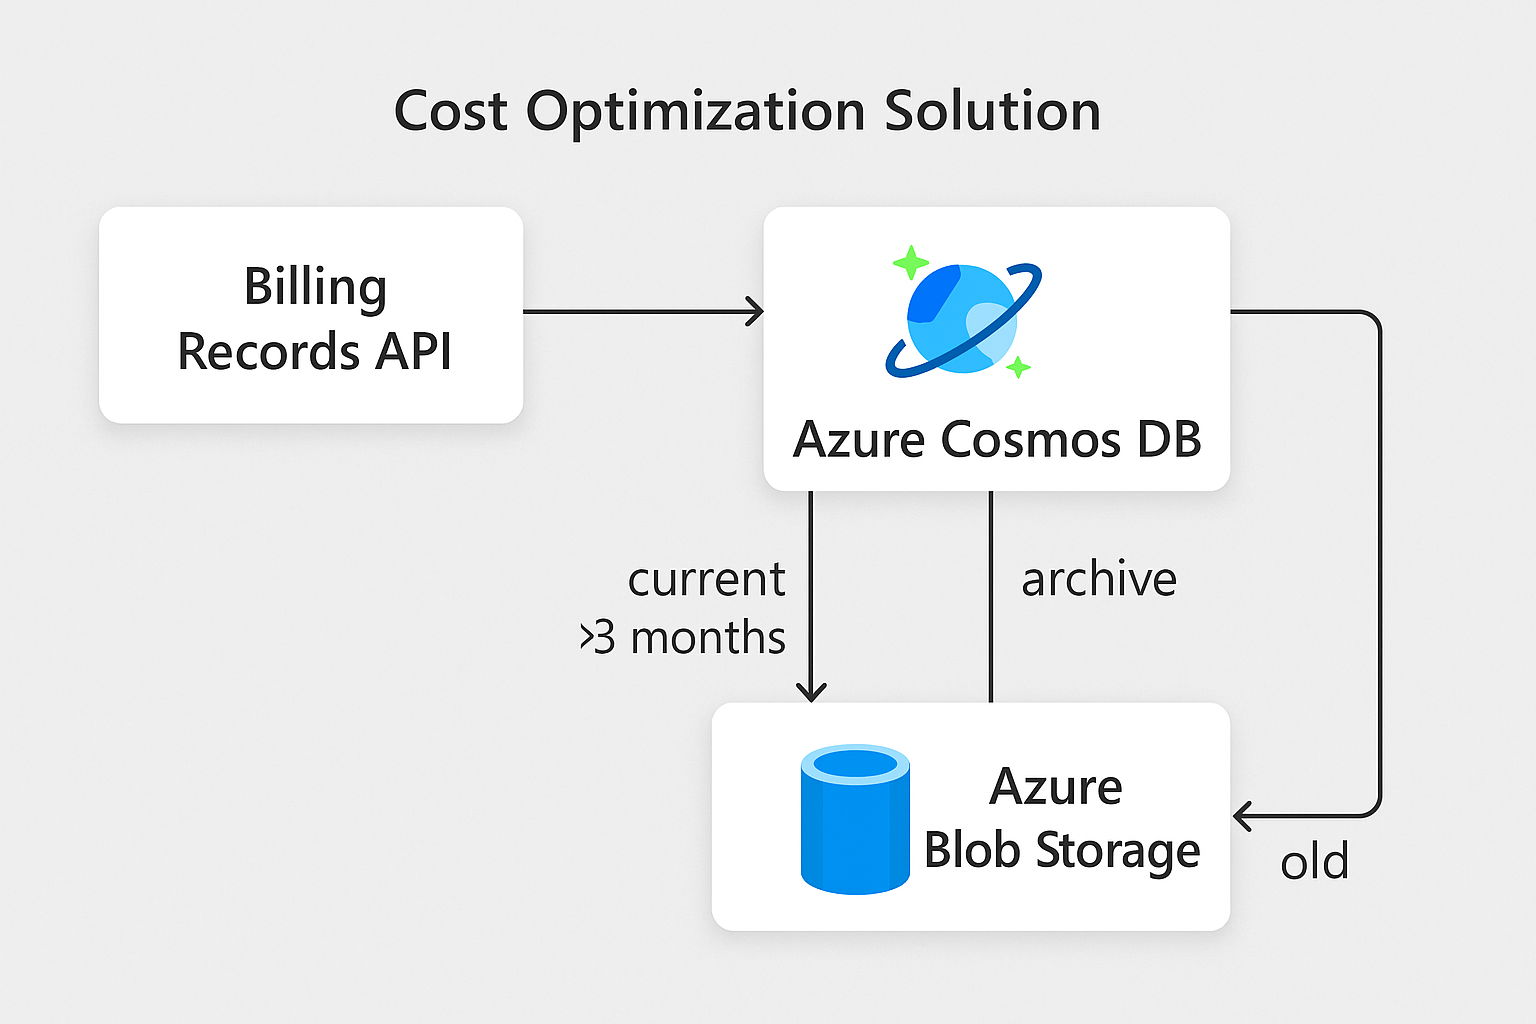 Cost Optimization Solution
Billing
Records API
Azure Cosmos DB
current
>3 months
archive
Azure
Blob Storage
old